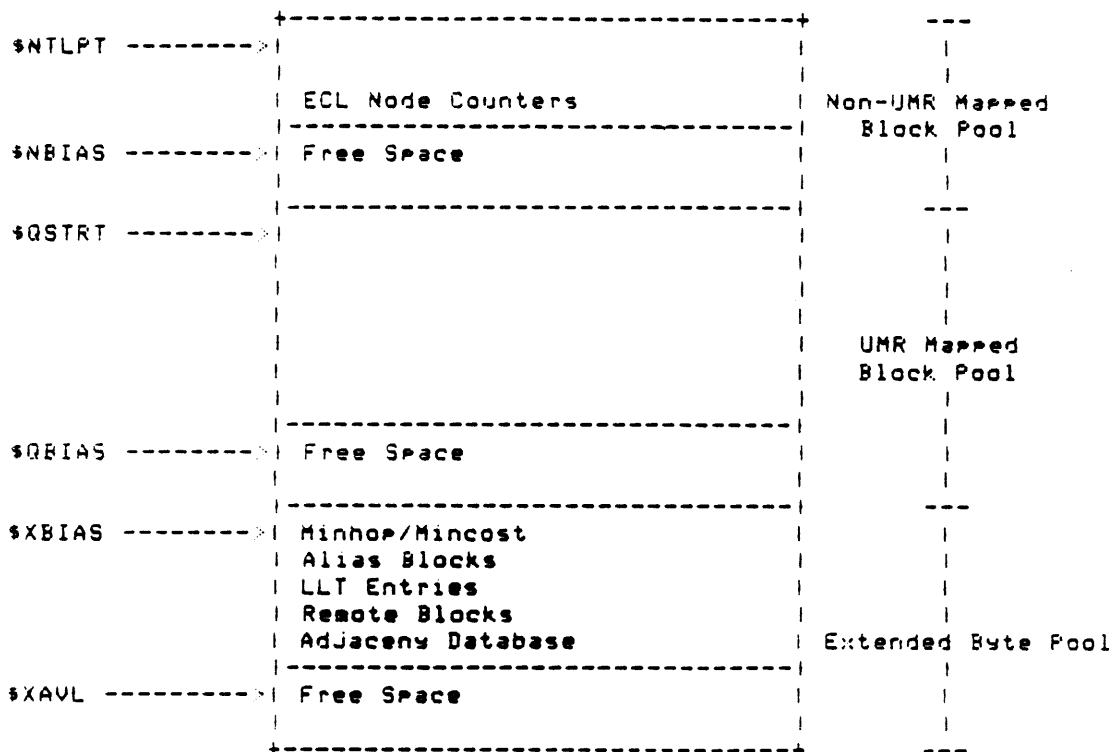 $NTLPT
ECL Node Counters
Non-UMR Mapped
Block Pool
$NBIAS
Free Space
$QSTRT
UMR Mapped
Block Pool
$QBIAS
Free Space
$XBIAS
Minhop/Mincost
Alias Blocks
LLT Entries
Remote Blocks
Adjaceny Database
Extended Byte Pool
$XAVL
Free Space